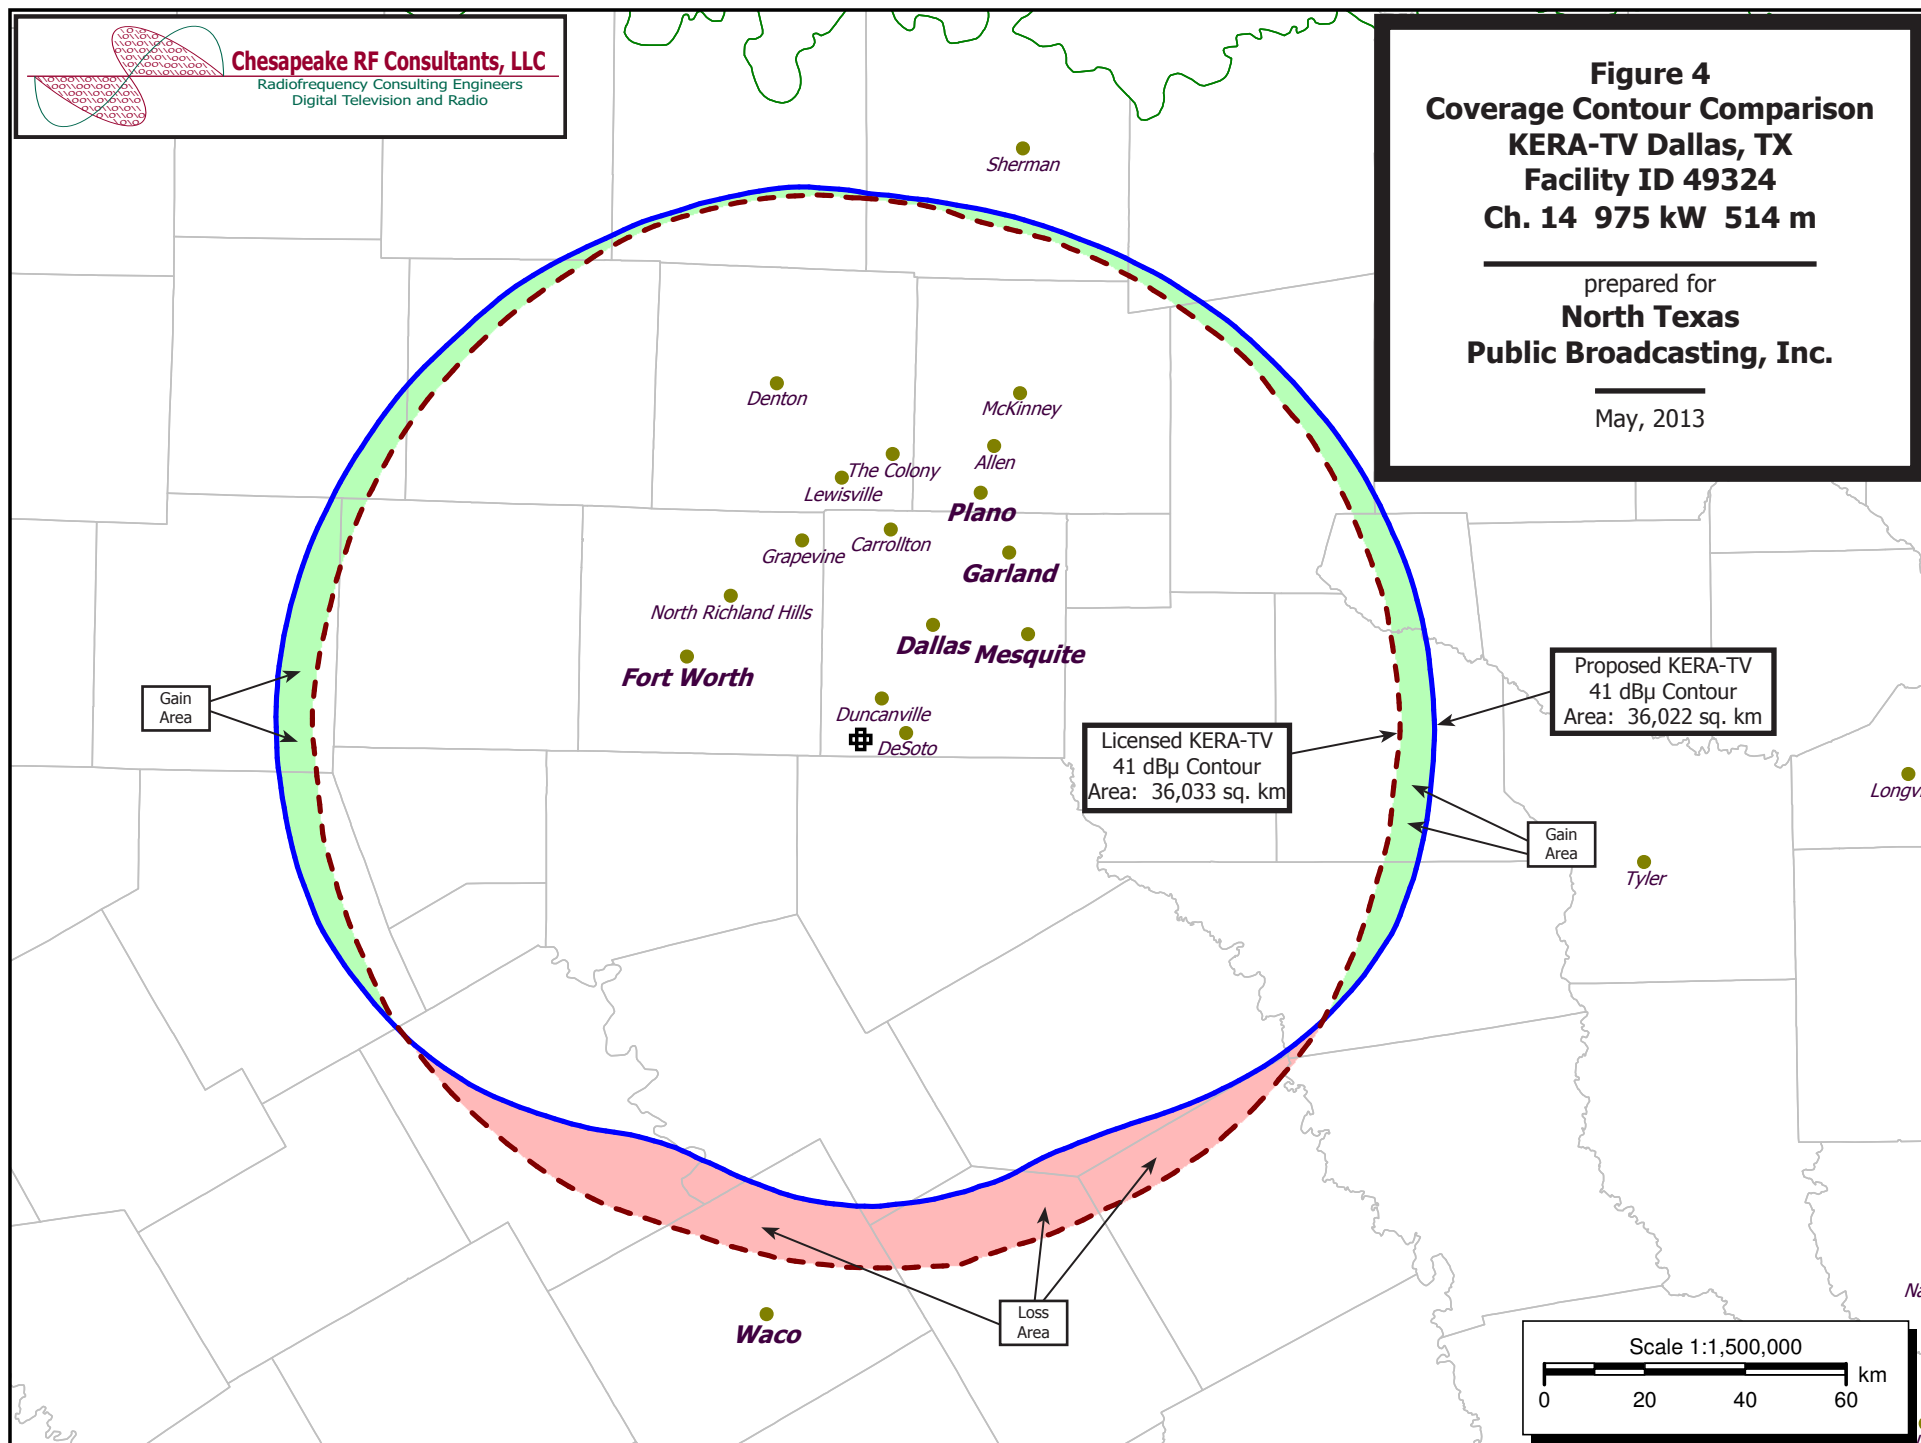 Chesapeake RF Consultants, LLC
Radiofrequency Consulting Engineers
Digital Television and Radio
Figure 4
Coverage Contour Comparison
KERA-TV Dallas, TX
Facility ID 49324
Ch. 14 975 kW 514 m
prepared for
North Texas
Public Broadcasting, Inc.
May, 2013
Sherman
Denton
McKinney
The Colony
Allen
Lewisville
Plano
Carrollton
Grapevine
Garland
North Richland Hills
Dallas
Mesquite
Fort Worth
Duncanville
DeSoto
Gain
Area
Proposed KERA-TV
41 dBµ Contour
Area: 36,022 sq. km
Licensed KERA-TV
41 dBµ Contour
Area: 36,033 sq. km
Gain
Area
Longv
Tyler
Loss
Area
Waco
Na
Scale 1:1,500,000
km
0 20 40 60